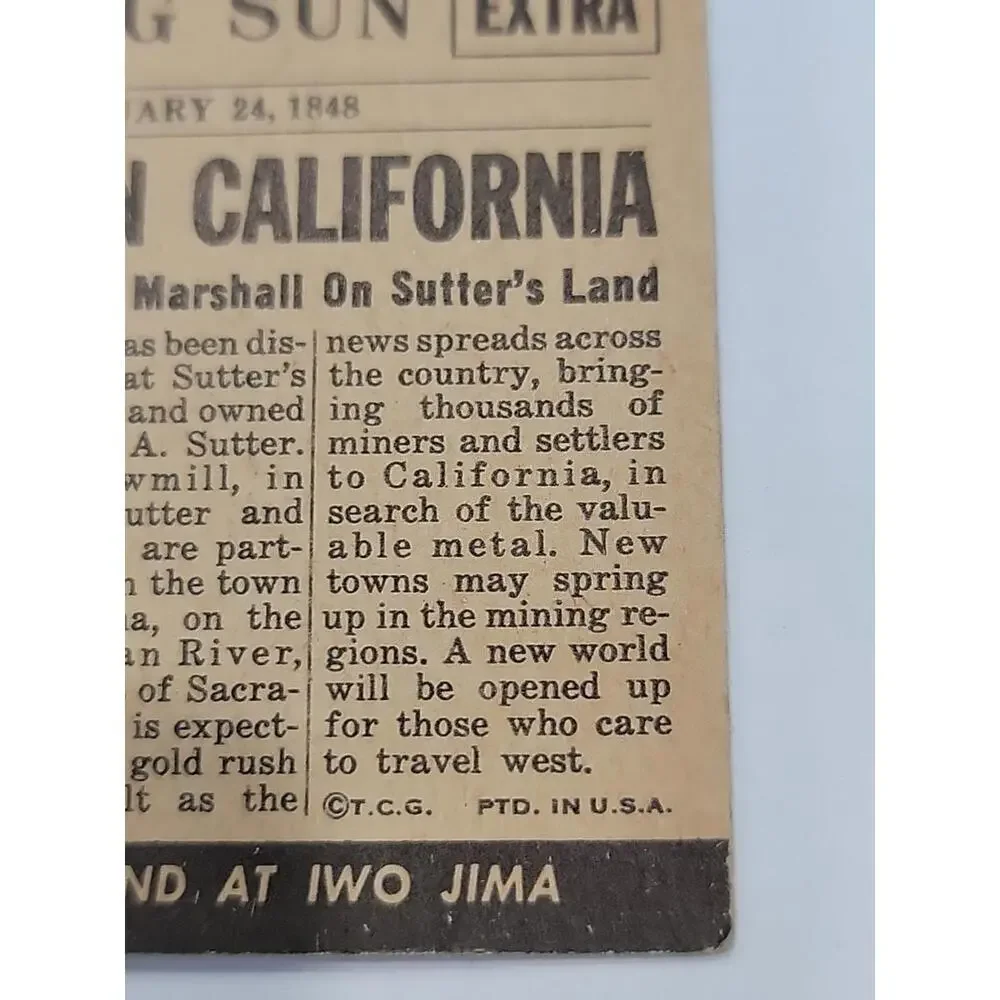 G SUN
EXTRA
UARY 24, 1848
N CALIFORNIA
Marshall On Sutter's Land
as been dis-
at Sutter's
and owned
A. Sutter.
wmill, in
utter and
are part-
n the town
a, on the
an River,
of Sacra-
is expect-
gold rush
lt as the
news spreads across
the country, bring-
ing thousands of
miners and settlers
to California, in
search of the valu-
able metal. New
towns may spring
up in the mining re-
gions. A new world
will be opened up
for those who care
to travel west.
©T.C.G. PTD. IN U.S.A.
ND AT IWO JIMA